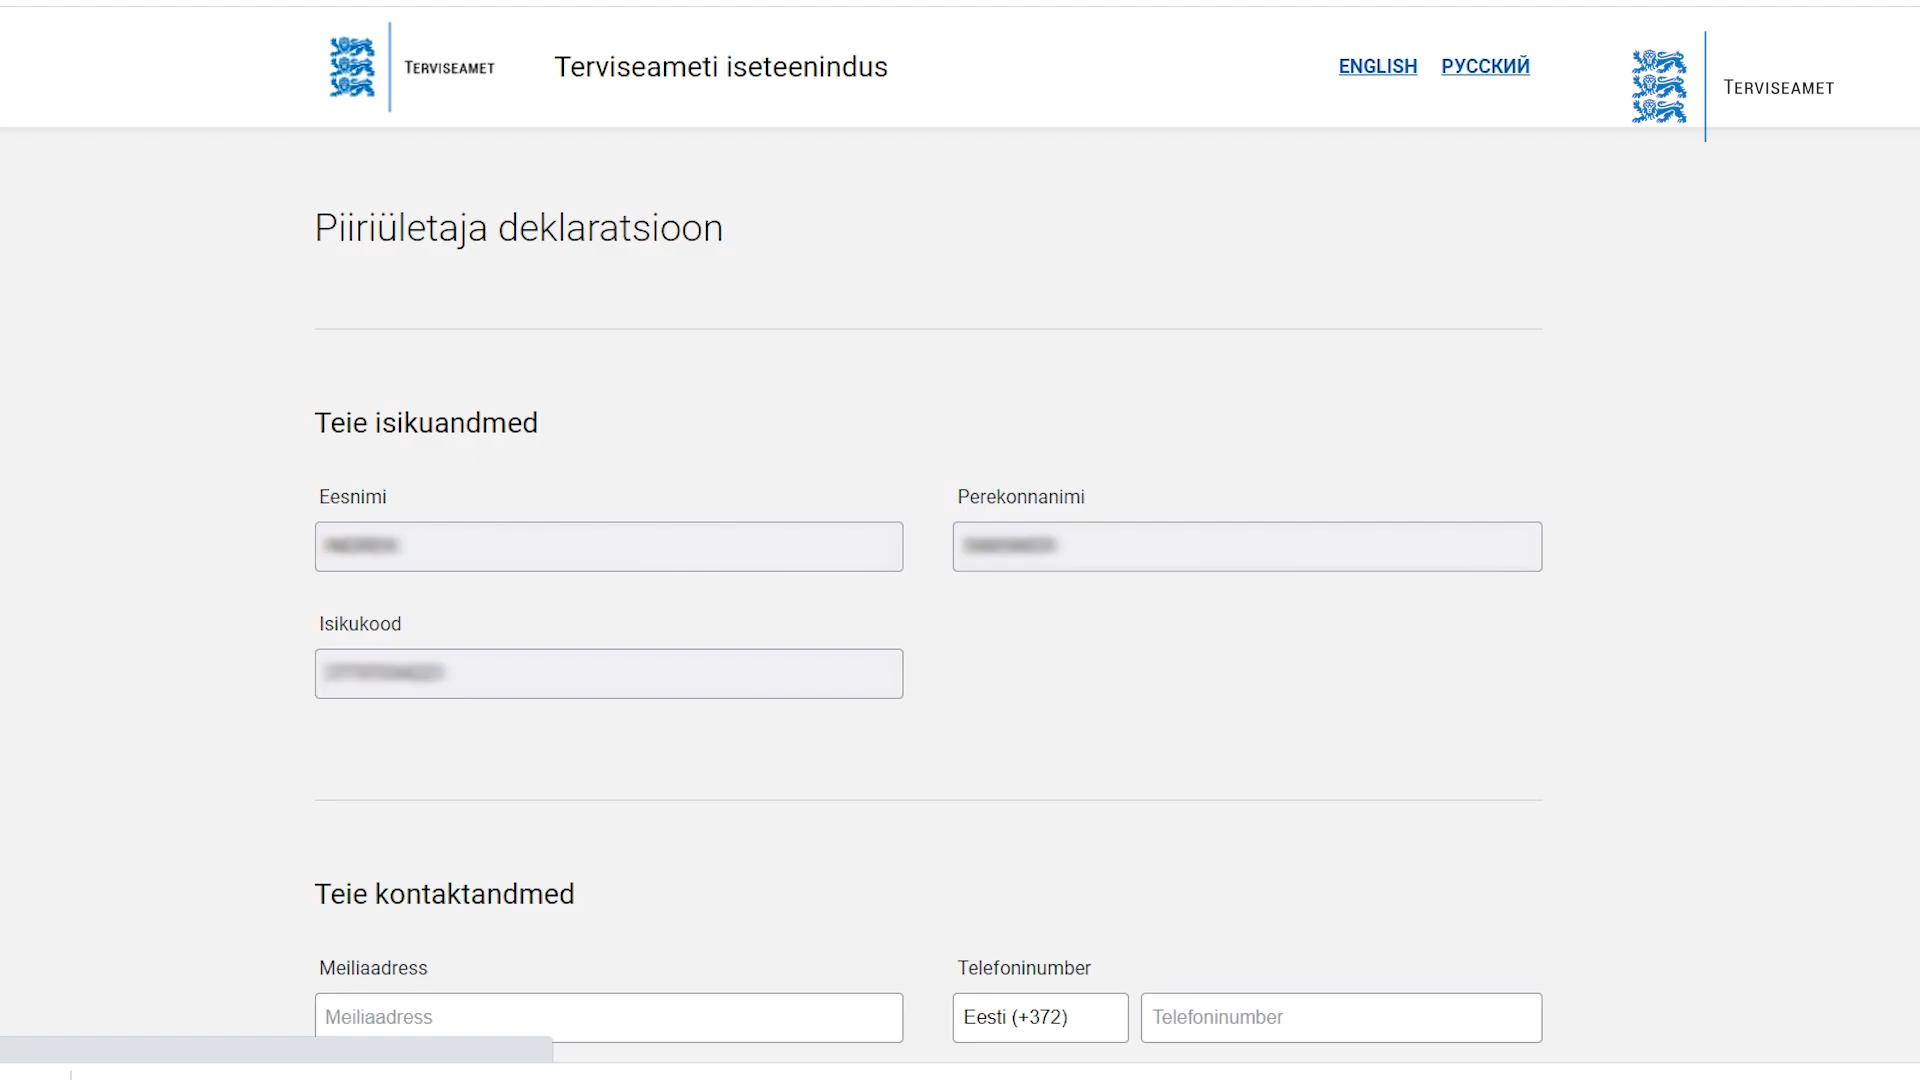 TERVISEAMET
Terviseameti iseteenindus
ENGLISH РУССКИЙ
TERVISEAMET
Piiriületaja deklaratsioon
Teie isikuandmed
Eesnimi
Perekonnanimi
Isikukood
Teie kontaktandmed
Meiliaadress
Telefoninumber
Meiliaadress
Eesti (+372)
Telefoninumber